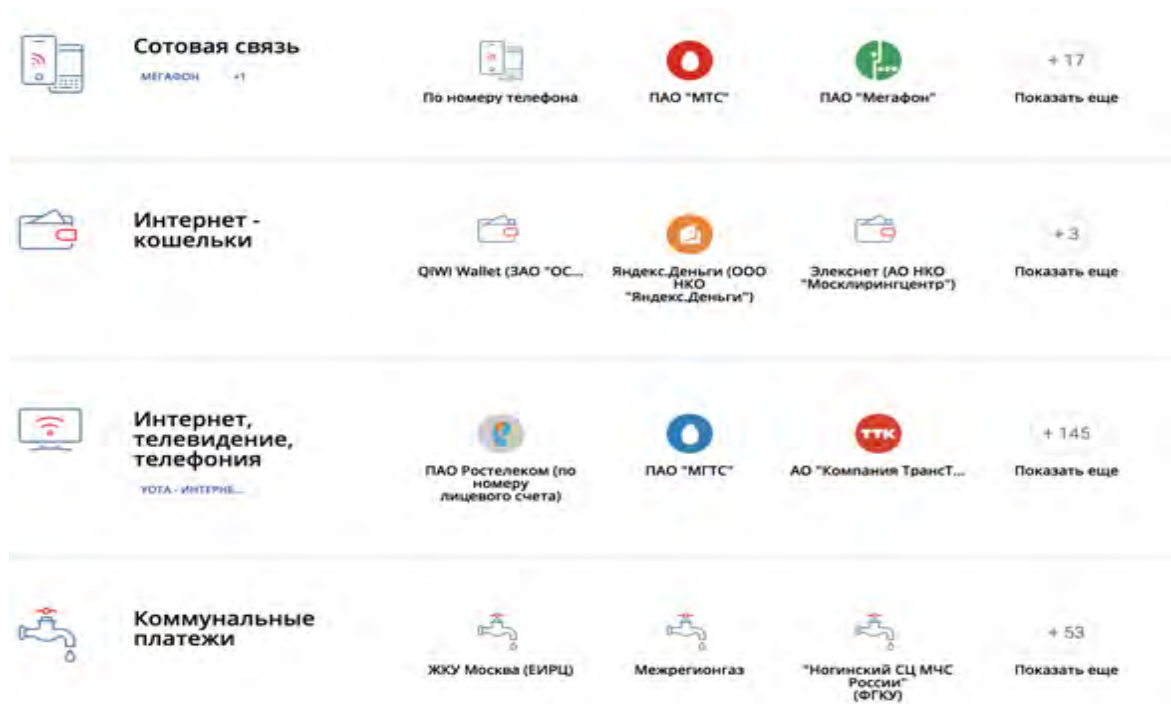 Сотовая связь
МЕГАФОН +1
По номеру телефона
ПАО "МТС"
ПАО "Мегафон"
+ 17
Показать еще
Интернет -
кошельки
QIWI Wallet (ЗАО "ОС...
Яндекс.Деньги (ООО
НКО
"Яндекс.Деньги")
Элекснет (АО НКО
"Москлирингцентр")
+ 3
Показать еще
Интернет,
телевидение,
телефония
YOTA - ИНТЕРНЕ...
ПАО Ростелеком (по
номеру
лицевого счета)
ПАО "МГТС"
ТТК
АО "Компания ТрансТ...
+ 145
Показать еще
Коммунальные
платежи
ЖКУ Москва (ЕИРЦ)
Межрегионгаз
"Ногинский СЦ МЧС
России"
(ФГКУ)
+ 53
Показать еще